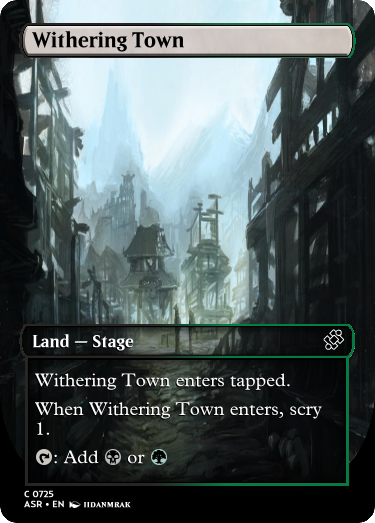 Withering Town
Land — Stage
Withering Town enters tapped.
When Withering Town enters, scry
1.
: Add or
C 0725
ASR • EN IIDANMRAK